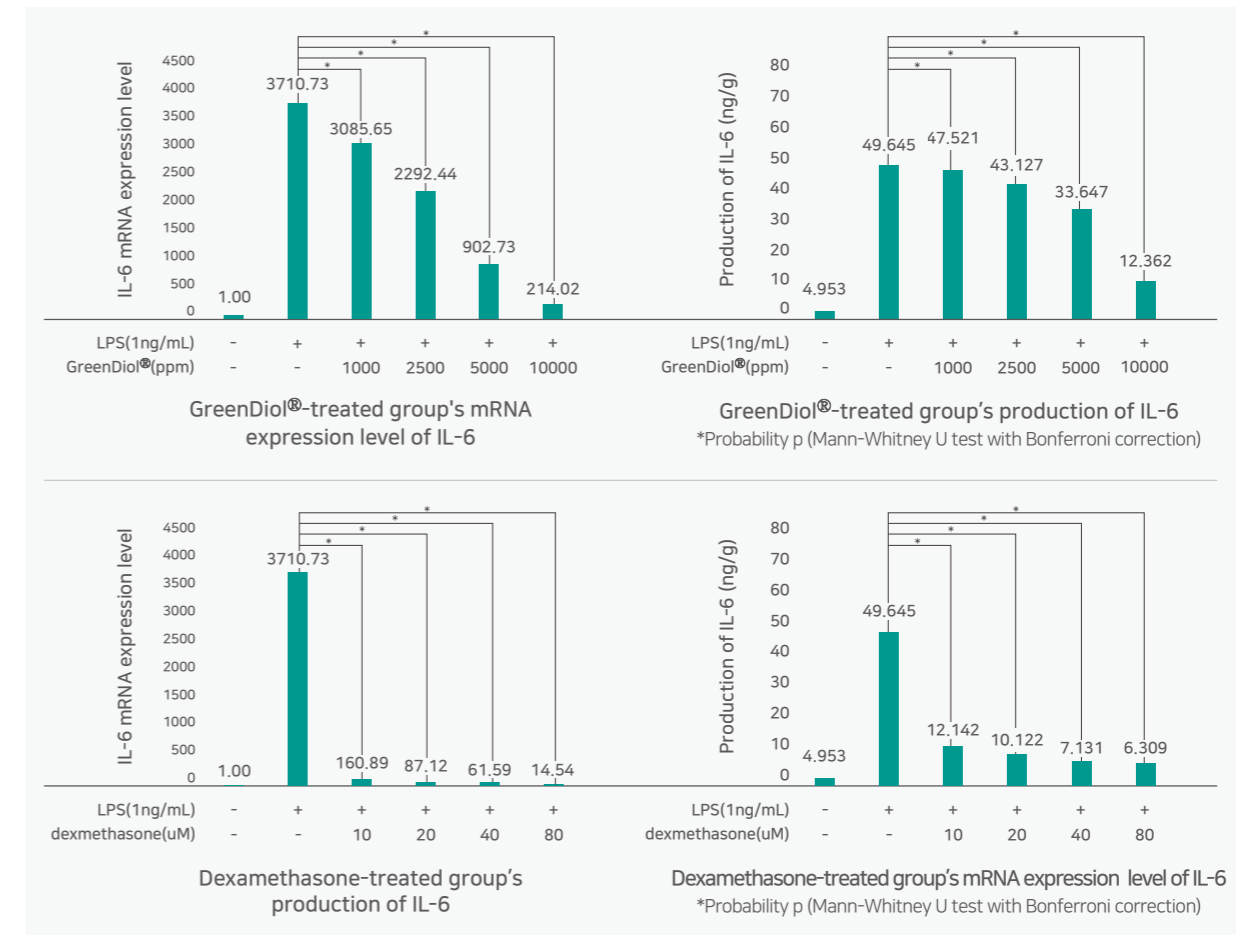 IL-6 mRNA expression level
4500
4000
3500
3000
2500
2000
1500
1000
500
0
1.00
3710.73
3085.65
2292.44
902.73
214.02
* * * *
LPS(1ng/mL) - + + + + +
GreenDiol®(ppm) - - 1000 2500 5000 10000
GreenDiol®-treated group's mRNA
expression level of IL-6
Production of IL-6 (ng/g)
80
70
60
50
40
30
20
10
0
4.953
49.645
47.521
43.127
33.647
12.362
* * * *
LPS(1ng/mL) - + + + + +
GreenDiol®(ppm) - - 1000 2500 5000 10000
GreenDiol®-treated group’s production of IL-6
*Probability p (Mann-Whitney U test with Bonferroni correction)
IL-6 mRNA expression level
4500
4000
3500
3000
2500
2000
1500
1000
500
0
1.00
3710.73
160.89
87.12
61.59
14.54
* * * *
LPS(1ng/mL) - + + + + +
dexmethasone(uM) - - 10 20 40 80
Dexamethasone-treated group’s
production of IL-6
Production of IL-6 (ng/g)
80
70
60
50
40
30
20
10
0
4.953
49.645
12.142
10.122
7.131
6.309
* * * *
LPS(1ng/mL) - + + + + +
dexmethasone(uM) - - 10 20 40 80
Dexamethasone-treated group’s mRNA expression level of IL-6
*Probability p (Mann-Whitney U test with Bonferroni correction)